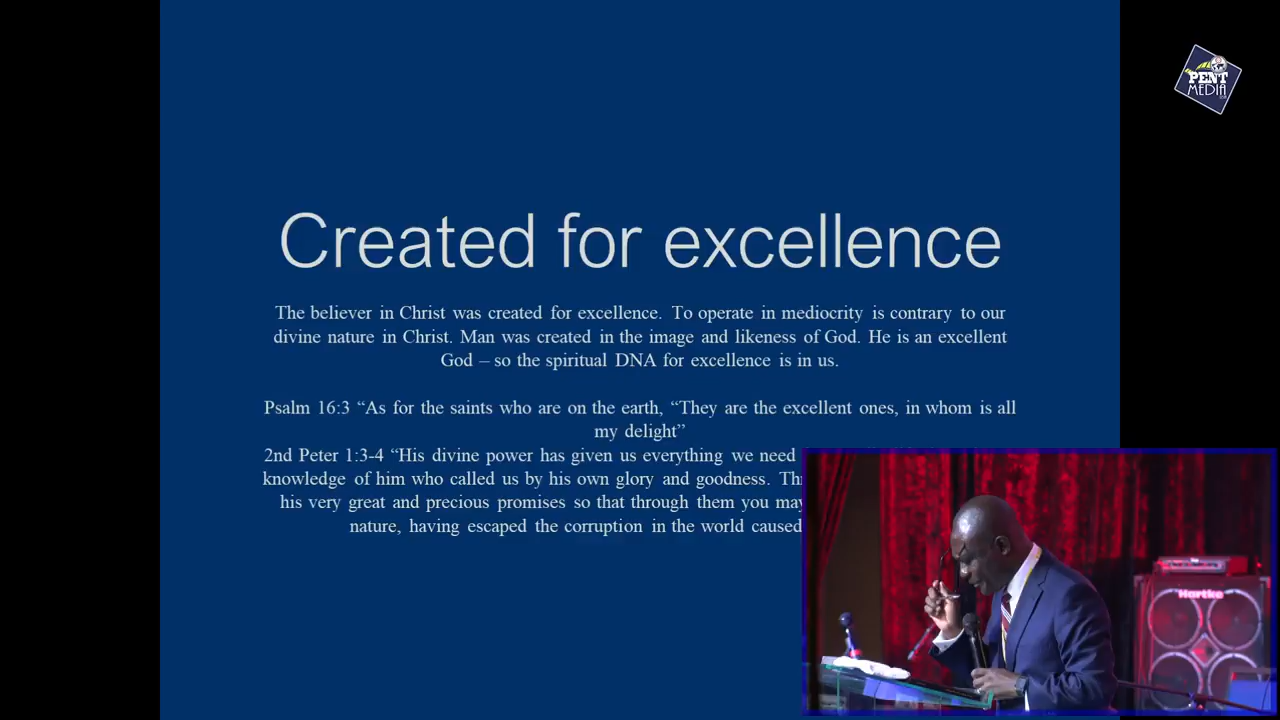 PENT
MEDIA
Created for excellence
The believer in Christ was created for excellence. To operate in mediocrity is contrary to our
divine nature in Christ. Man was created in the image and likeness of God. He is an excellent
God – so the spiritual DNA for excellence is in us.
Psalm 16:3 “As for the saints who are on the earth, “They are the excellent ones, in whom is all
my delight”
2nd Peter 1:3-4 “His divine power has given us everything we need
knowledge of him who called us by his own glory and goodness.
his very great and precious promises so that through them you may
nature, having escaped the corruption in the world caused
Hartke